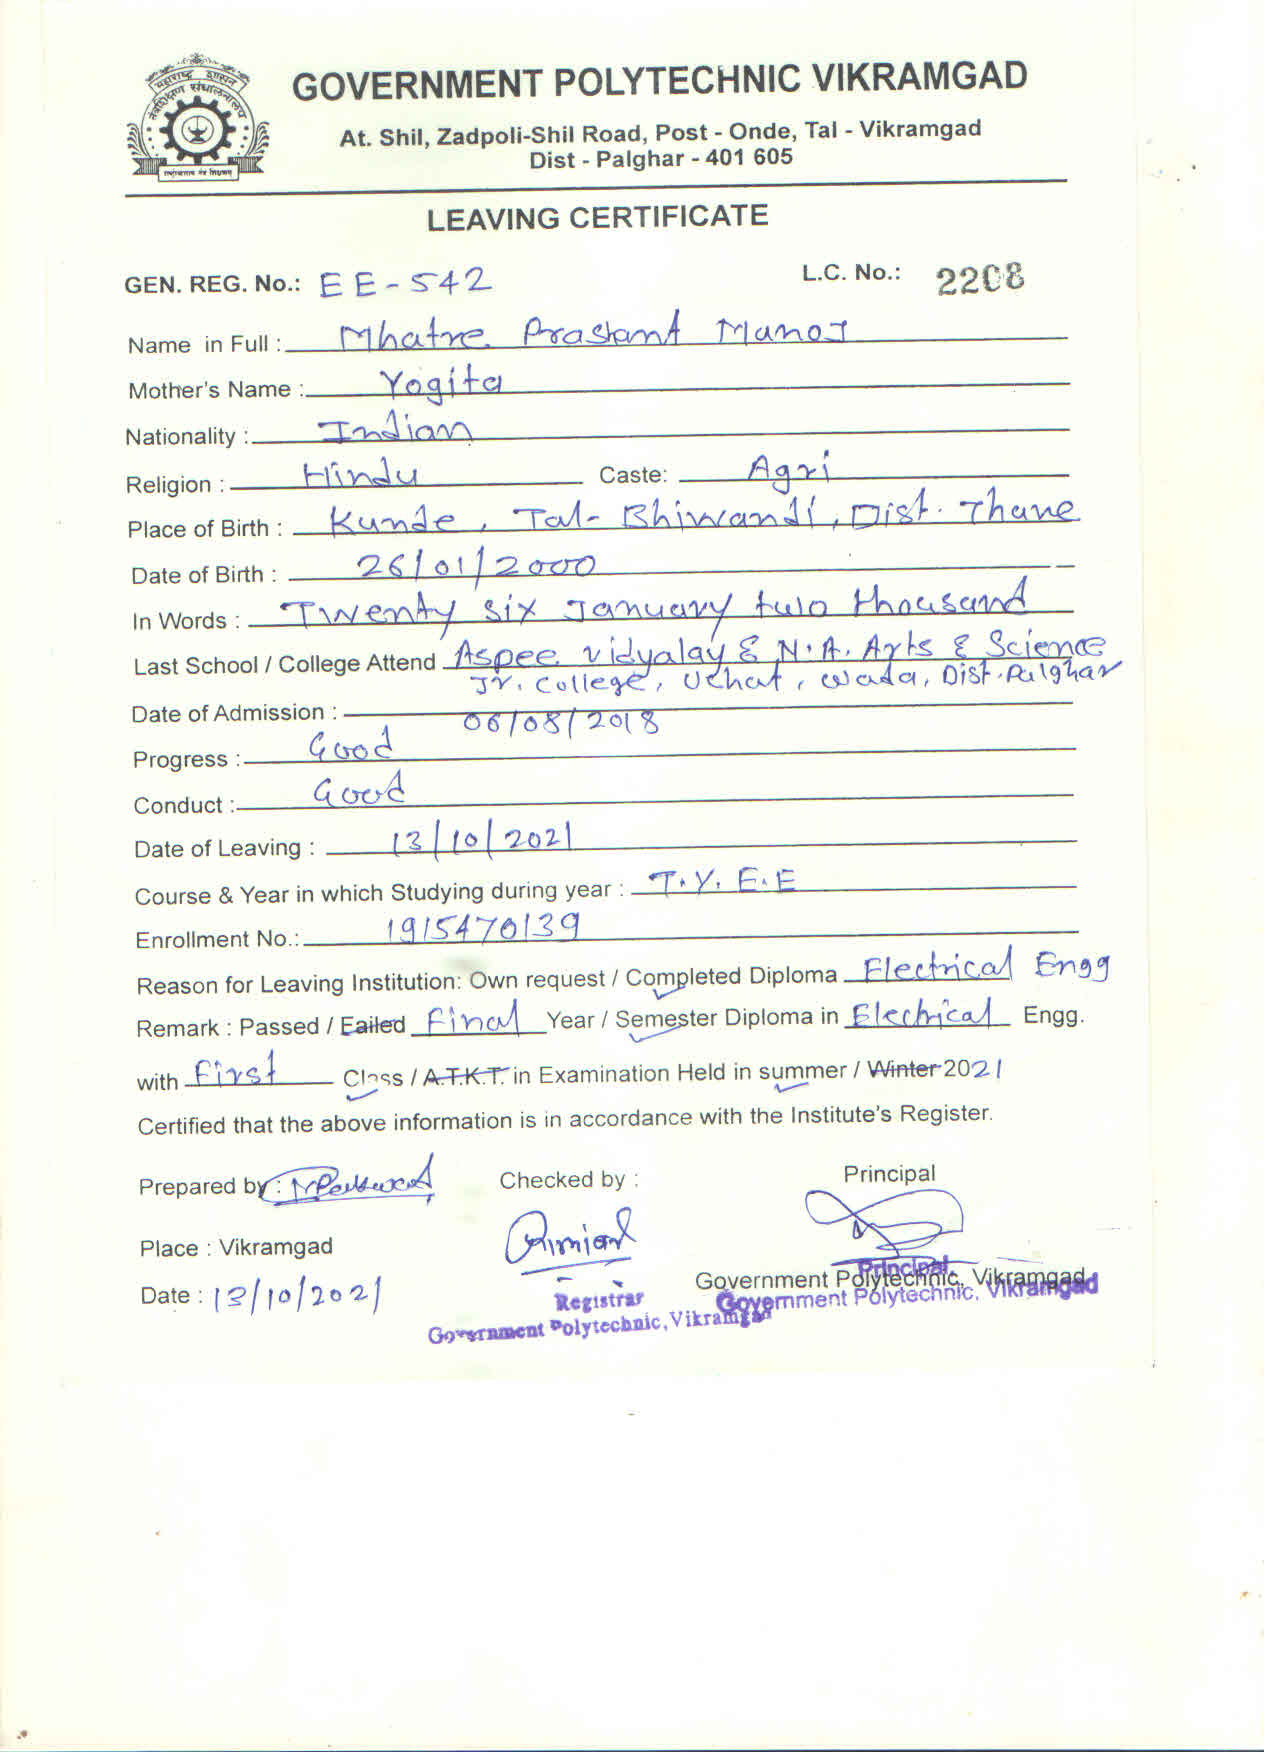 महाराष्ट्र शासन
GOVERNMENT POLYTECHNIC VIKRAMGAD
At. Shil, Zadpoli-Shil Road, Post - Onde, Tal - Vikramgad
Dist - Palghar - 401 605
LEAVING CERTIFICATE
GEN. REG. No.: EE-542 L.C. No.: 2208
Name in Full : Mhatre Prashant Manoj
Mother's Name : Yogita
Nationality : Indian
Religion : Hindu Caste: Agri
Place of Birth : Kunde, Tal- Bhiwandi, Dist. Thane
Date of Birth : 26/01/2000
In Words : Twenty six January two thousand
Last School / College Attend Aspee vidyalay & N.A. Arts & Science
Jr. College, Uchat, Wada, Dist. Palghar
Date of Admission : 06/08/2018
Progress : Good
Conduct : Good
Date of Leaving : 13/10/2021
Course & Year in which Studying during year : T.Y. E.E
Enrollment No.: 1915470139
Reason for Leaving Institution: Own request / Completed Diploma Electrical Engg
Remark : Passed / Failed Final Year / Semester Diploma in Electrical Engg.
with First Class / A.T.K.T. in Examination Held in summer / Winter 2021
Certified that the above information is in accordance with the Institute's Register.
Prepared by : Checked by : Principal
Place : Vikramgad
Date : 13/10/2021
Government Polytechnic, Vikramgad
Principal
Government Polytechnic, Vikramgad
Registrar
Government Polytechnic, Vikramgad